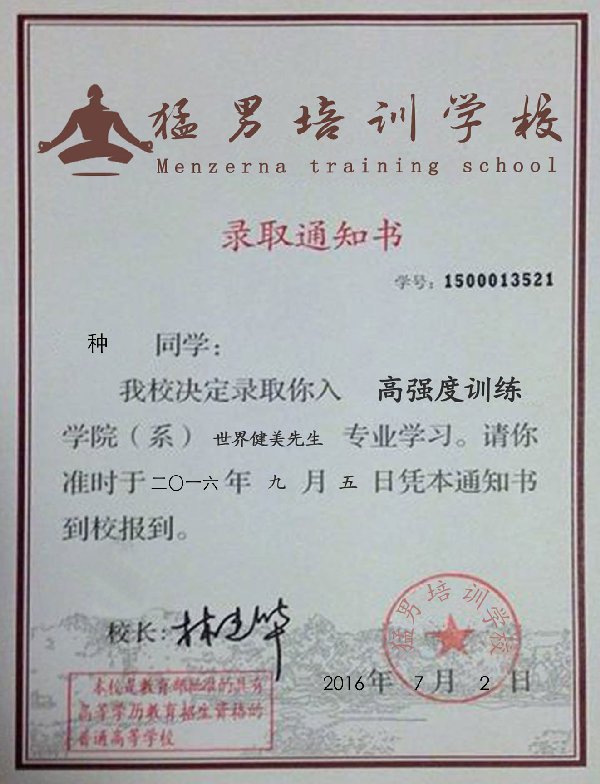 猛男培训学校
Menzerna training school
录取通知书
学号：1500013521
种 同学：
我校决定录取你入 高强度训练
学院（系） 世界健美先生 专业学习。请你
准时于二〇一六年 九 月 五 日凭本通知书
到校报到。
校长：
猛男培训学校
2016年 7 月 2 日
本校是教育部批准的具有
高等学历教育招生资格的
普通高等学校